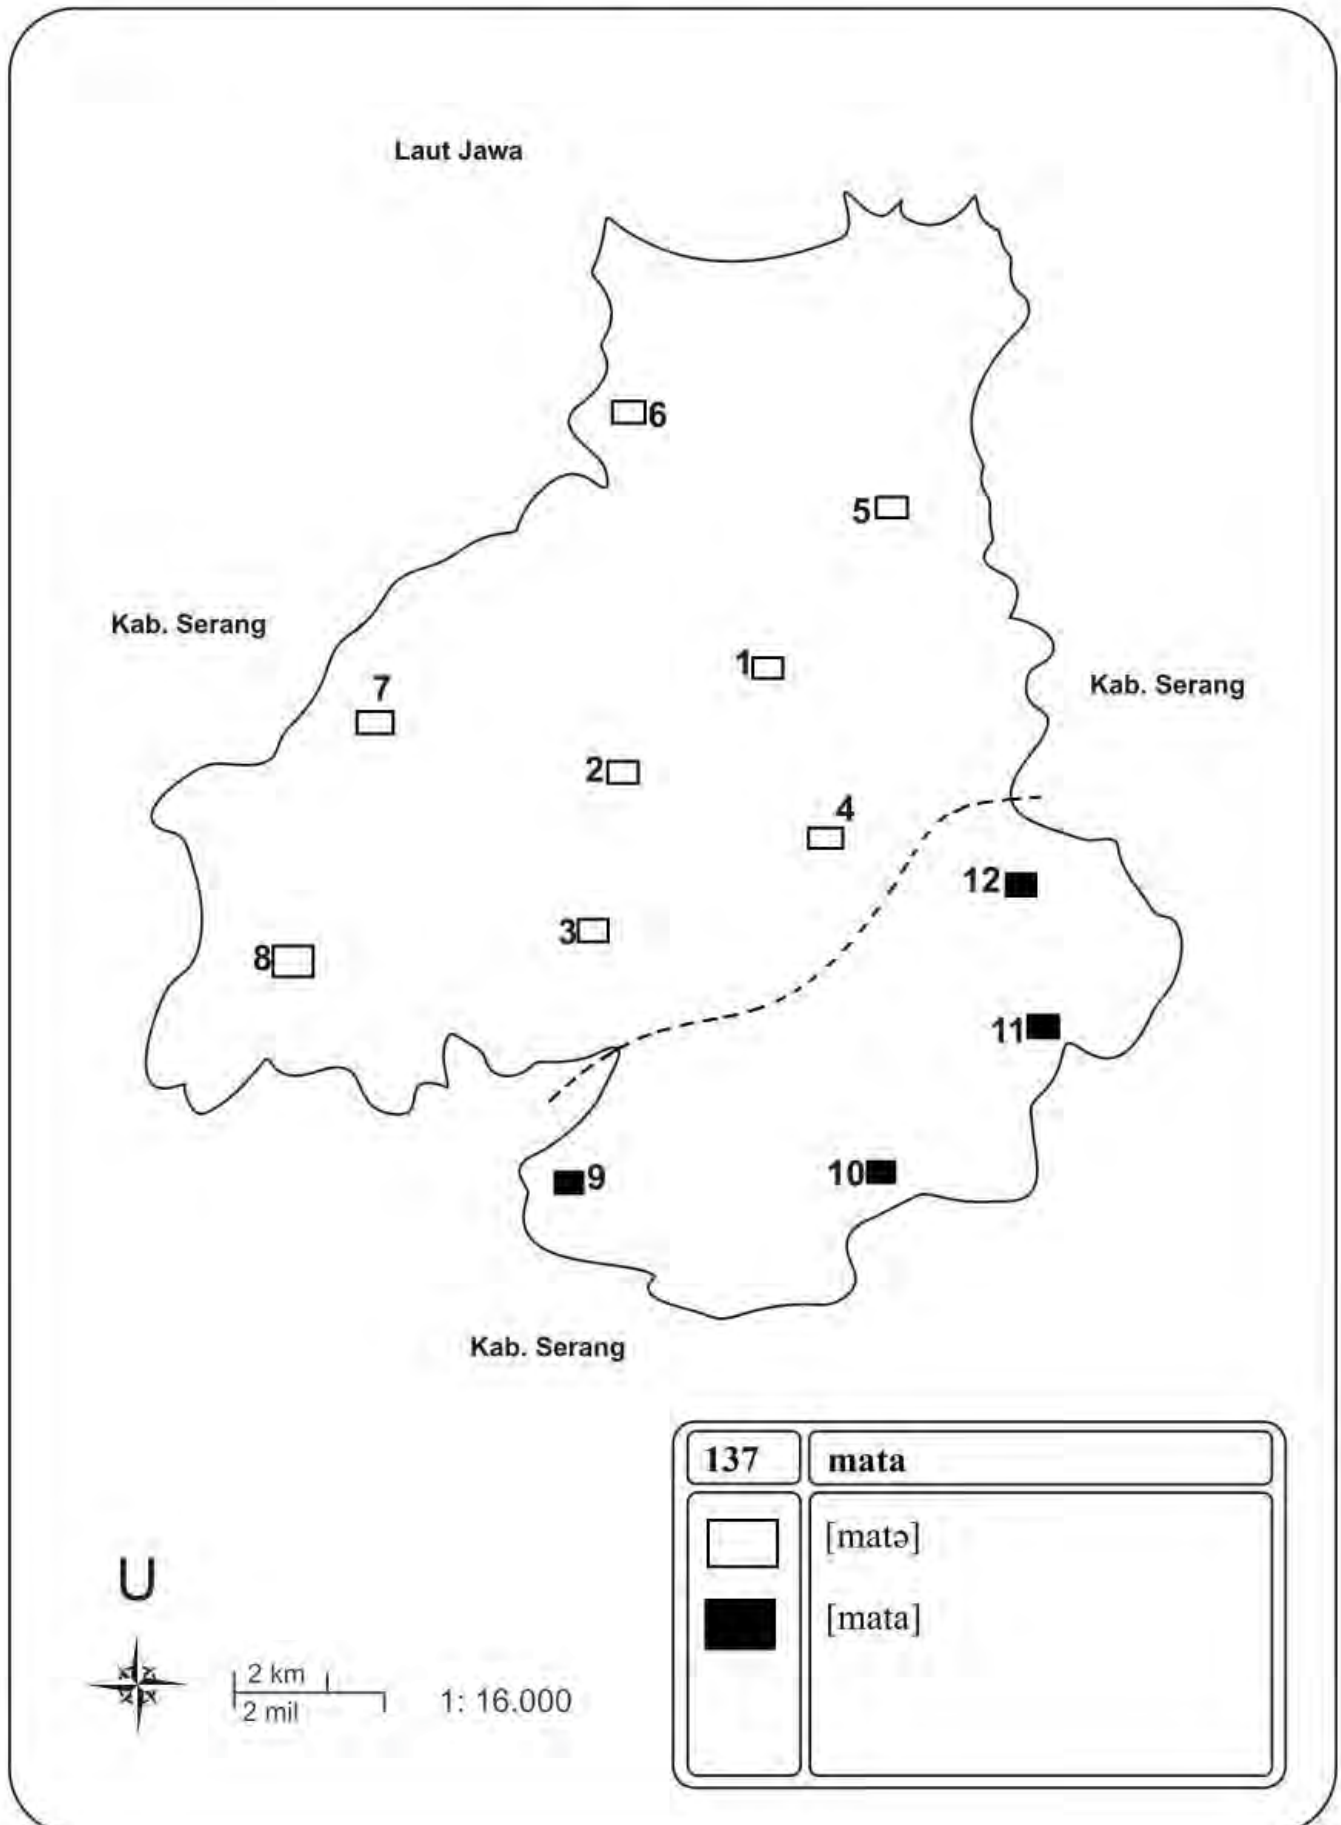 Laut Jawa
6
5
Kab. Serang
1
Kab. Serang
7
2
4
12
3
8
11
9
10
Kab. Serang
137 mata
[matə]
[mata]
U
2 km
2 mil
1: 16.000